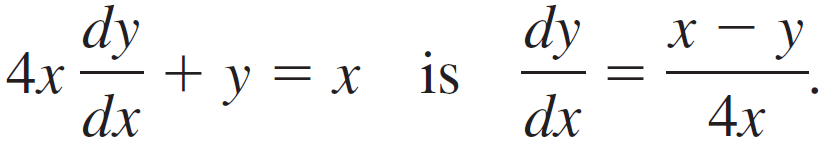 4x dy/dx + y = x is dy/dx = (x − y)/4x.